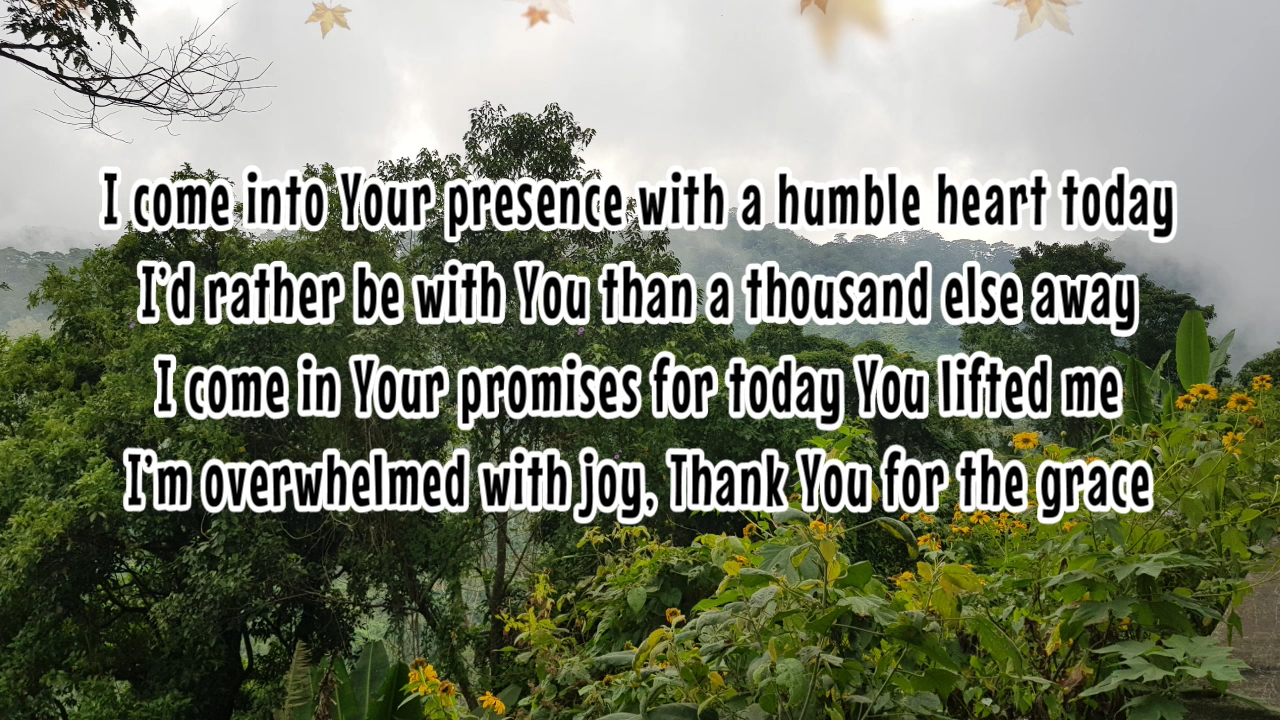 I come into Your presence with a humble heart today
I'd rather be with You than a thousand else away
I come in Your promises for today You lifted me
I'm overwhelmed with joy, Thank You for the grace